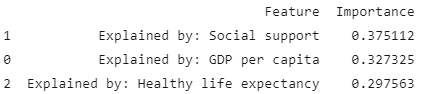 Feature Importance
1 Explained by: Social support 0.375112
0 Explained by: GDP per capita 0.327325
2 Explained by: Healthy life expectancy 0.297563